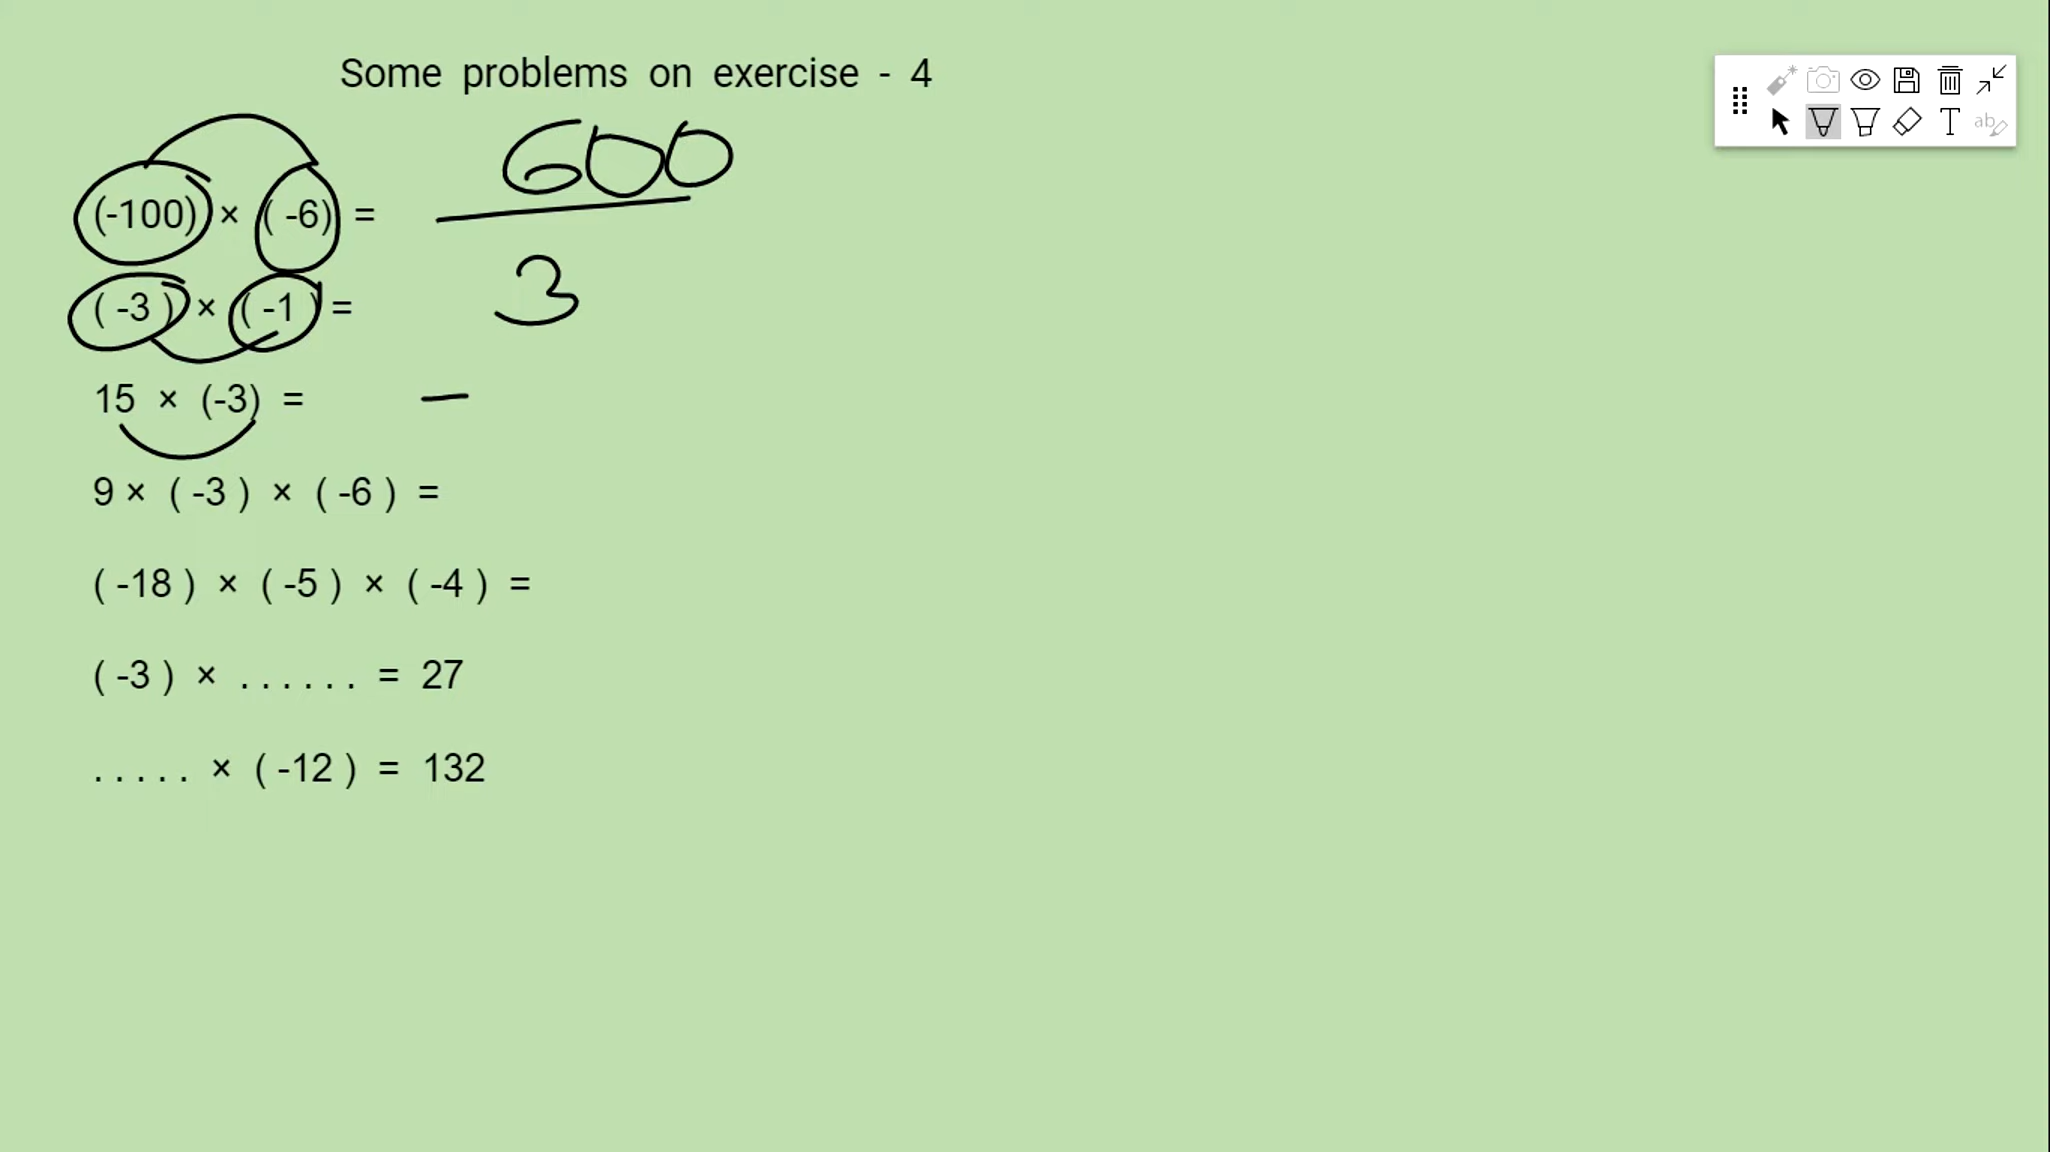 Some problems on exercise - 4
(-100) × ( -6) = 600
( -3 ) × ( -1 ) = 3
15 × (-3) = −
9 × ( -3 ) × ( -6 ) =
( -18 ) × ( -5 ) × ( -4 ) =
( -3 ) × . . . . . . = 27
. . . . . × ( -12 ) = 132
T
ab